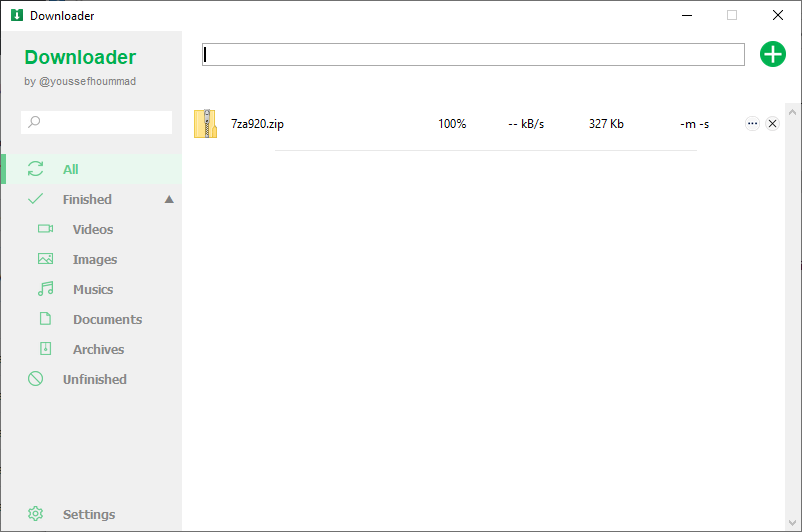 Downloader
Downloader
by @youssefhoummad
All
Finished
Videos
Images
Musics
Documents
Archives
Unfinished
Settings
7za920.zip 100% -- kB/s 327 Kb -m -s